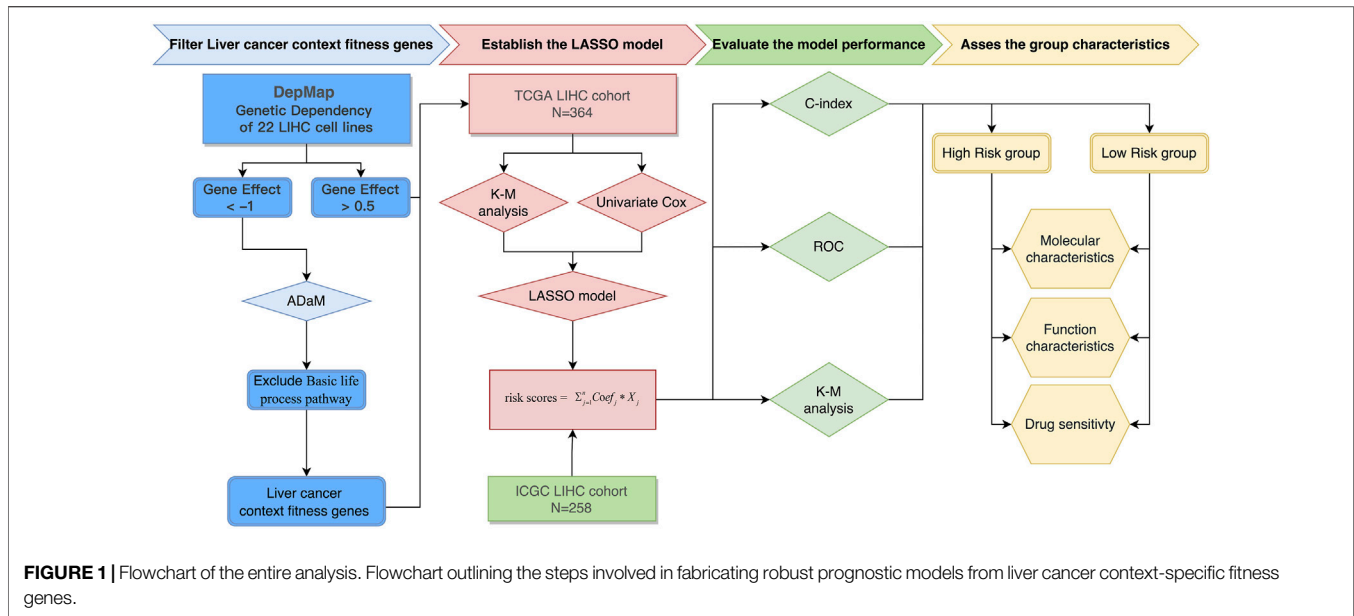 Filter Liver cancer context fitness genes
Establish the LASSO model
Evaluate the model performance
Asses the group characteristics
DepMap
Genetic Dependency
of 22 LIHC cell lines
Gene Effect
< −1
Gene Effect
> 0.5
ADaM
Exclude Basic life
process pathway
Liver cancer
context fitness genes
TCGA LIHC cohort
N=364
K-M
analysis
Univariate Cox
LASSO model
risk scores = Σⁿⱼ₌₁Coefⱼ * Xⱼ
ICGC LIHC cohort
N=258
C-index
ROC
K-M
analysis
High Risk group
Low Risk group
Molecular
characteristics
Function
characteristics
Drug sensitivty
FIGURE 1 | Flowchart of the entire analysis. Flowchart outlining the steps involved in fabricating robust prognostic models from liver cancer context-specific fitness
genes.